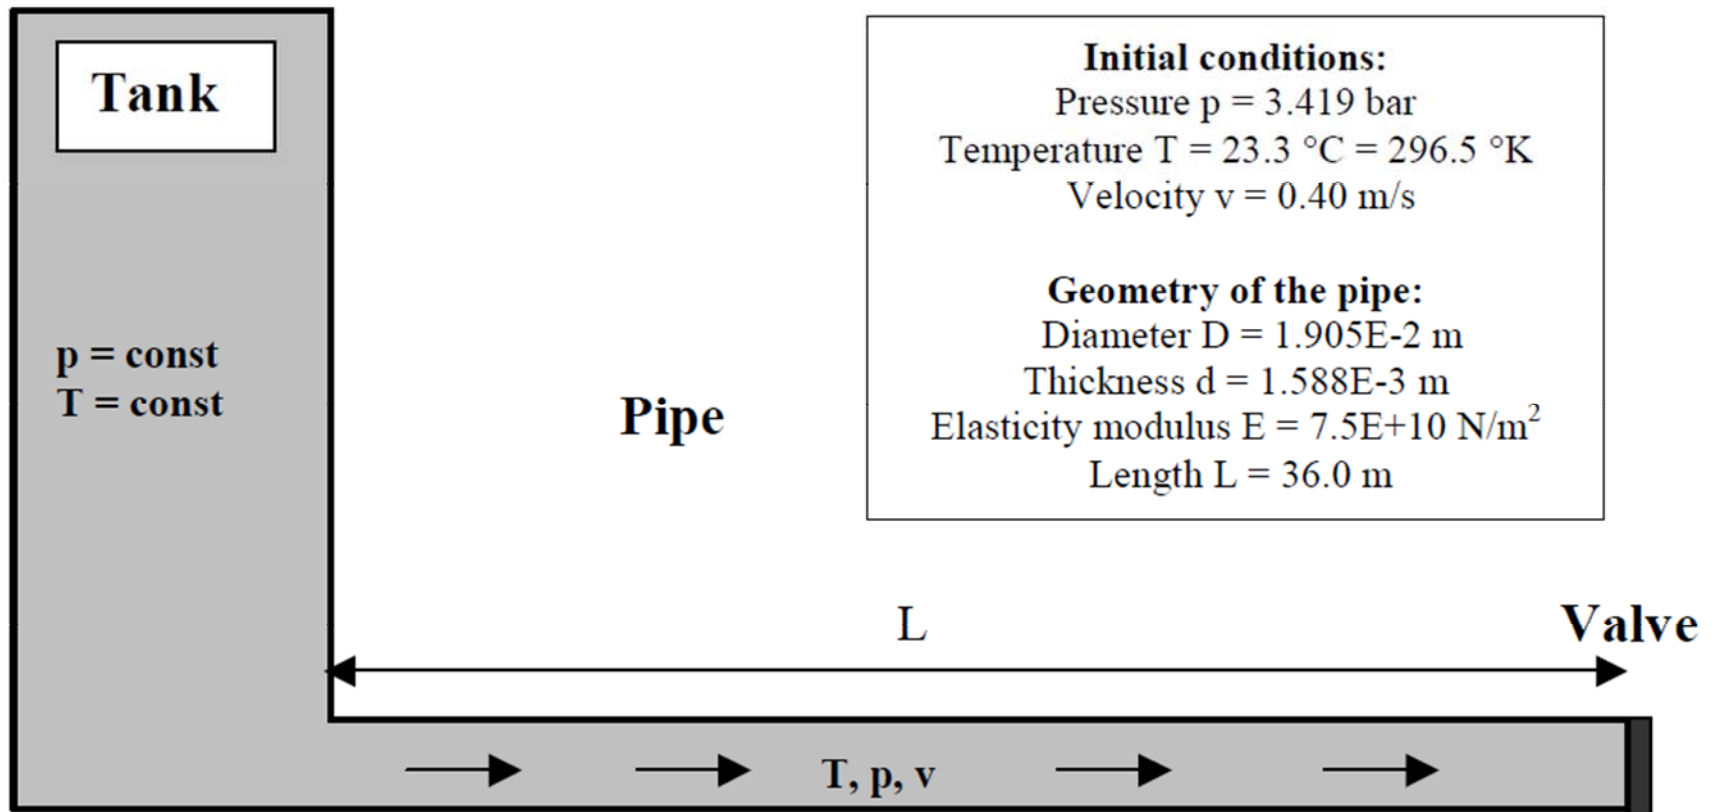 Tank
p = const
T = const
Pipe
Initial conditions:
Pressure p = 3.419 bar
Temperature T = 23.3 °C = 296.5 °K
Velocity v = 0.40 m/s
Geometry of the pipe:
Diameter D = 1.905E-2 m
Thickness d = 1.588E-3 m
Elasticity modulus E = 7.5E+10 N/m²
Length L = 36.0 m
L
Valve
T, p, v